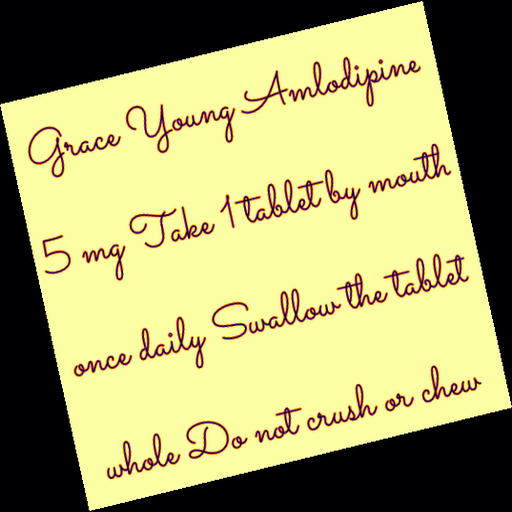 Grace Young Amlodipine
5 mg Take 1 tablet by mouth
once daily Swallow the tablet
whole Do not crush or chew